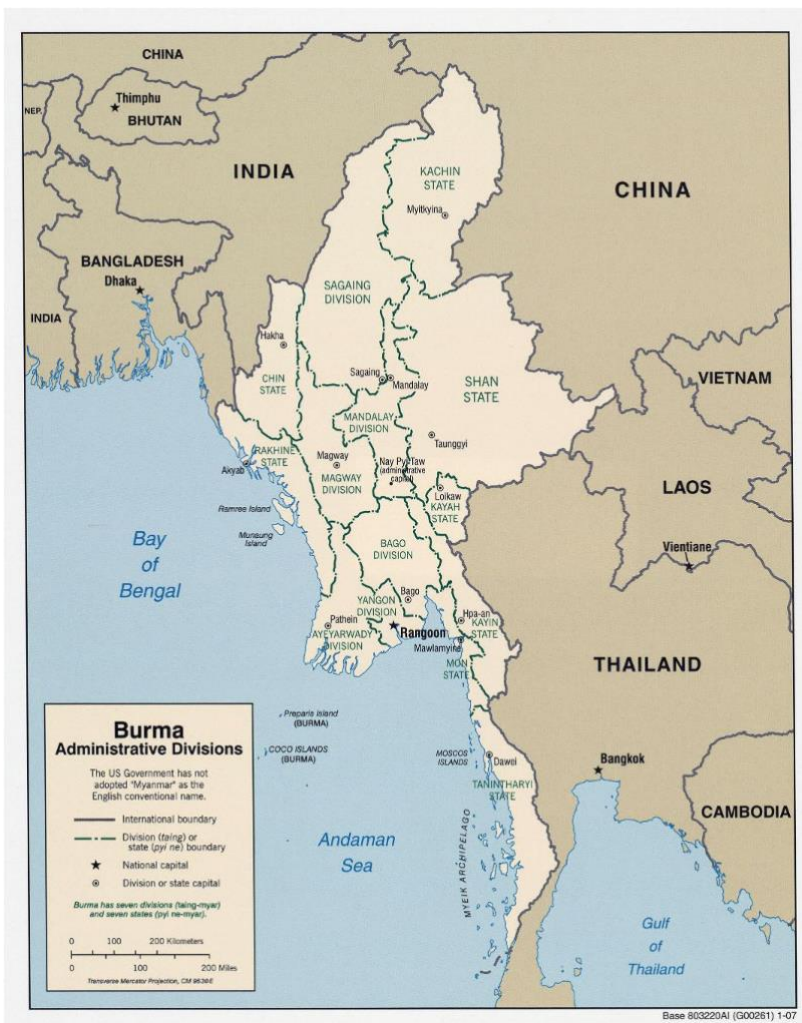 CHINA
Thimphu
NEP.
BHUTAN
INDIA
KACHIN
STATE
CHINA
Myitkyina
BANGLADESH
Dhaka
SAGAING
DIVISION
INDIA
Hakha
CHIN
STATE
Sagaing
Mandalay
SHAN
STATE
VIETNAM
MANDALAY
DIVISION
Taunggyi
RAKHINE
STATE
Akyab
Magway
MAGWAY
DIVISION
Nay Pyi Taw
(administrative
capital)
Loikaw
KAYAH
STATE
LAOS
Ramree Island
Munaung
Island
Bay
of
Bengal
BAGO
DIVISION
Vientiane
YANGON
DIVISION
Bago
Pathein
AYEYARWADY
DIVISION
Rangoon
Hpa-an
KAYIN
STATE
Mawlamyine
MON
STATE
THAILAND
Preparis Island
(BURMA)
COCO ISLANDS
(BURMA)
MOSCOS
ISLANDS
Dawei
TANINTHARYI
STATE
Bangkok
CAMBODIA
MYEIK ARCHIPELAGO
Andaman
Sea
Gulf
of
Thailand
Burma
Administrative Divisions
The US Government has not
adopted "Myanmar" as the
English conventional name.
International boundary
Division (taing) or
state (pyi ne) boundary
National capital
Division or state capital
Burma has seven divisions (taing-myar)
and seven states (pyi ne-myar).
0 100 200 Kilometers
0 100 200 Miles
Transverse Mercator Projection, CM 9539E
Base 803220AI (G00261) 1-07